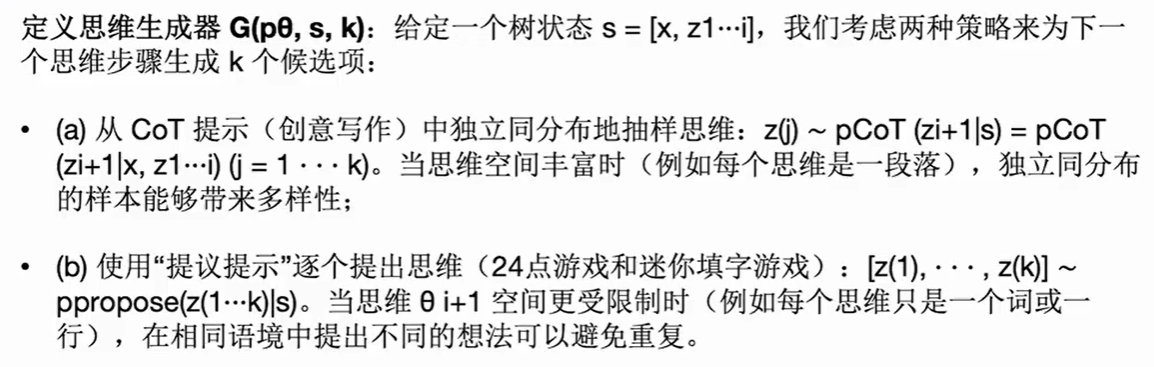 定义思维生成器 G(pθ, s, k)：给定一个树状态 s = [x, z1···i]，我们考虑两种策略来为下一
个思维步骤生成 k 个候选项：
• (a) 从 CoT 提示（创意写作）中独立同分布地抽样思维：z(j) ~ pCoT (zi+1|s) = pCoT
(zi+1|x, z1···i) (j = 1 · · · k)。当思维空间丰富时（例如每个思维是一段落），独立同分布
的样本能够带来多样性；
• (b) 使用“提议提示”逐个提出思维（24点游戏和迷你填字游戏）：[z(1), · · · , z(k)] ~
ppropose(z(1···k)|s)。当思维 θ i+1 空间更受限制时（例如每个思维只是一个词或一
行），在相同语境中提出不同的想法可以避免重复。